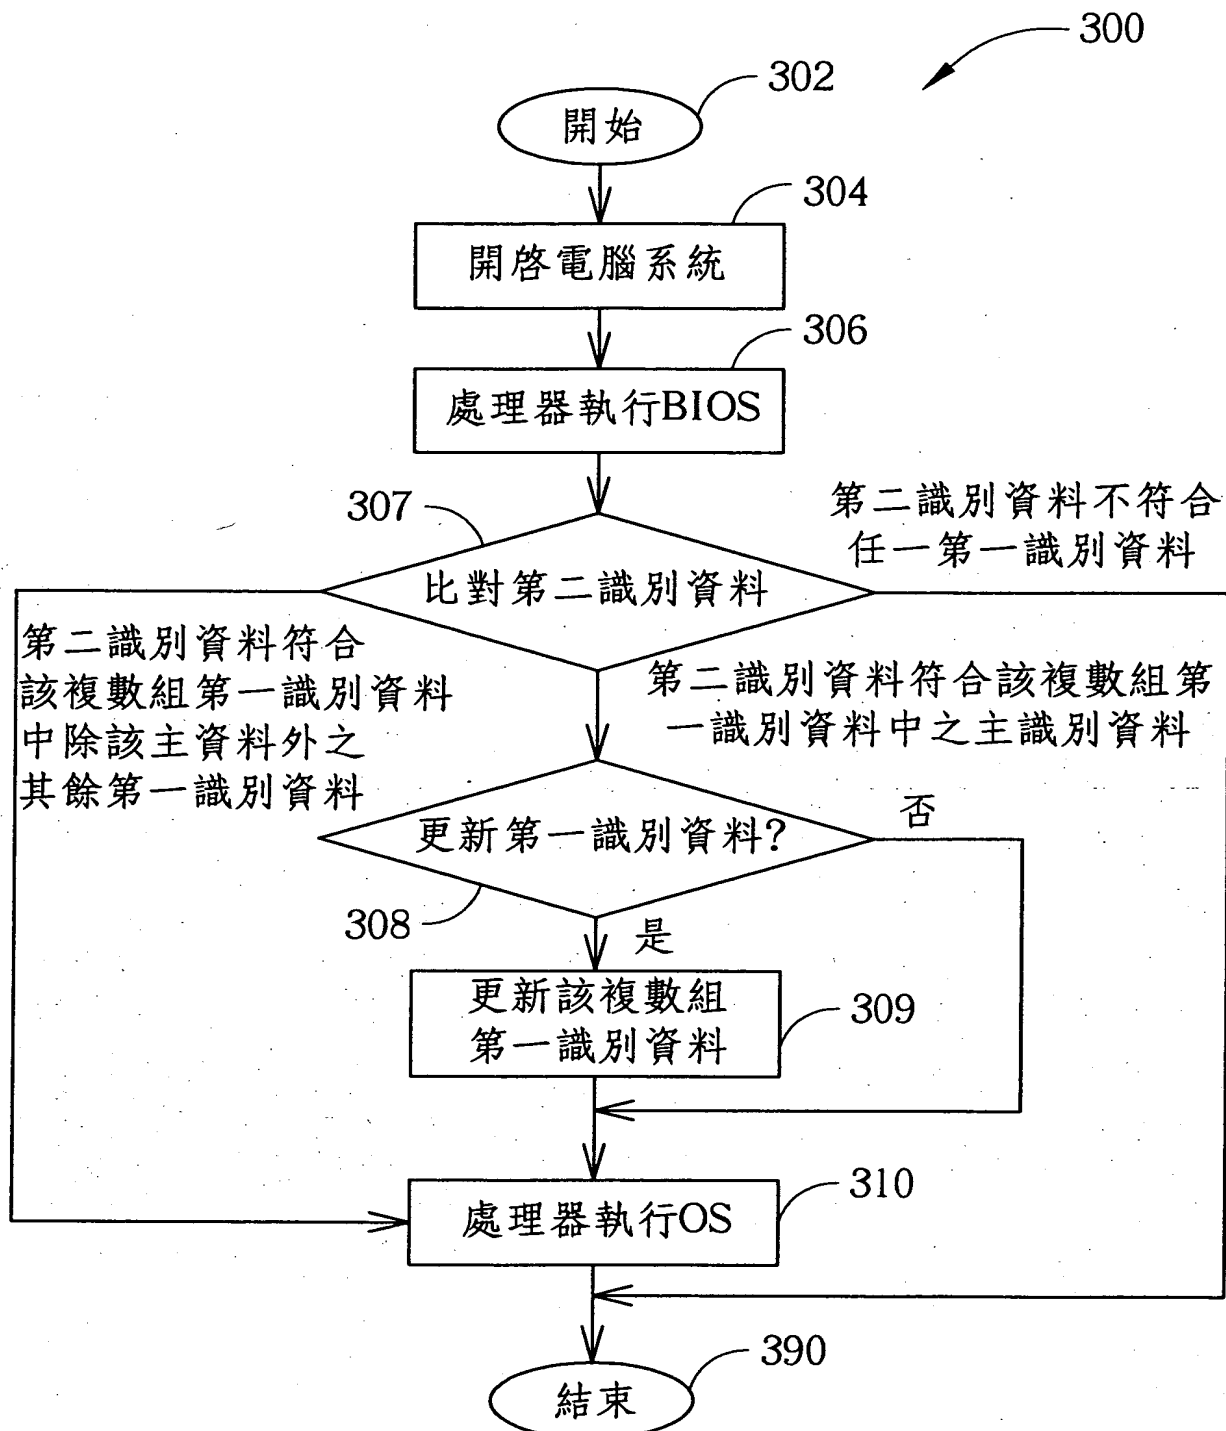 300
302
開始
304
開啓電腦系統
306
處理器執行BIOS
307
第二識別資料不符合
任一第一識別資料
比對第二識別資料
第二識別資料符合
該複數組第一識別資料
中除該主資料外之
其餘第一識別資料
第二識別資料符合該複數組第
一識別資料中之主識別資料
更新第一識別資料?
否
308
是
更新該複數組
第一識別資料
309
310
處理器執行OS
390
結束